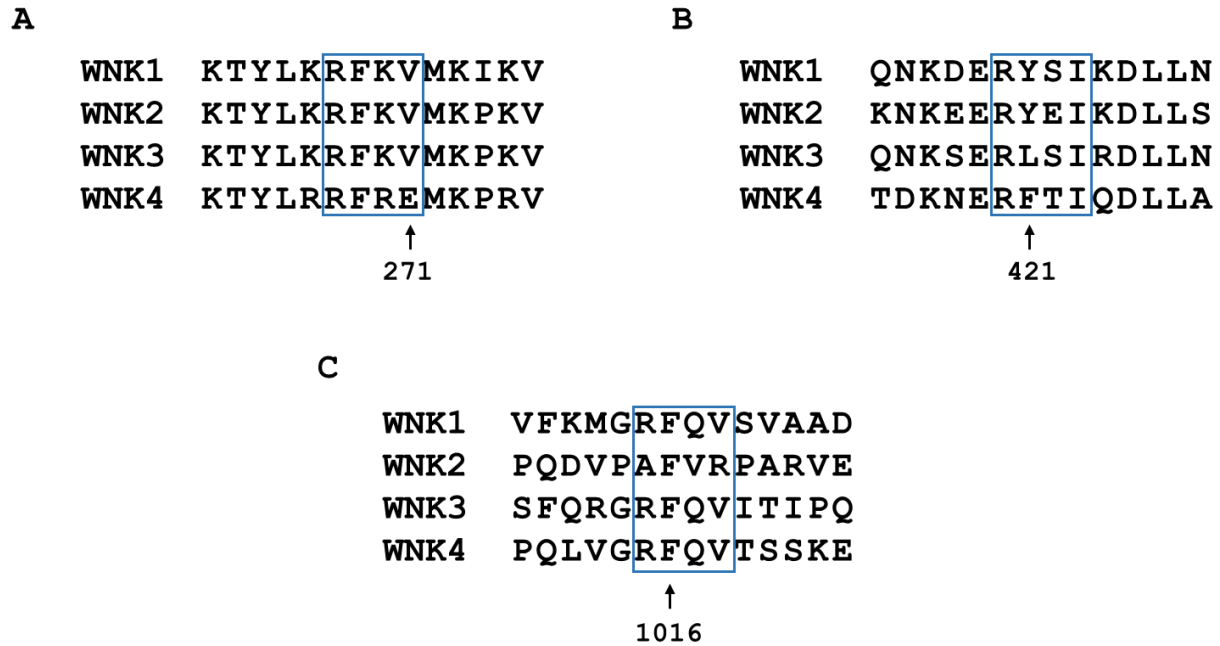 A
WNK1 KTYLKRFKVMKIKV
WNK2 KTYLKRFKVMKPKV
WNK3 KTYLKRFKVMKPKV
WNK4 KTYLRRFREMKPRV
271
B
WNK1 QNKDERYSIKDLLN
WNK2 KNKEERYEIKDLLS
WNK3 QNKSERLSIRDLLN
WNK4 TDKNERFTIQDLLA
421
C
WNK1 VFKMGRFQVSVAAD
WNK2 PQDVPAFVRPARVE
WNK3 SFQRGRFQVITIPQ
WNK4 PQLVGRFQVTSSKE
1016